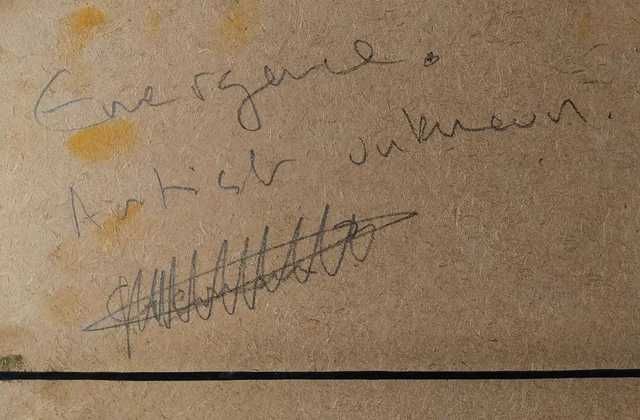 Emergence.
Artist unknown.